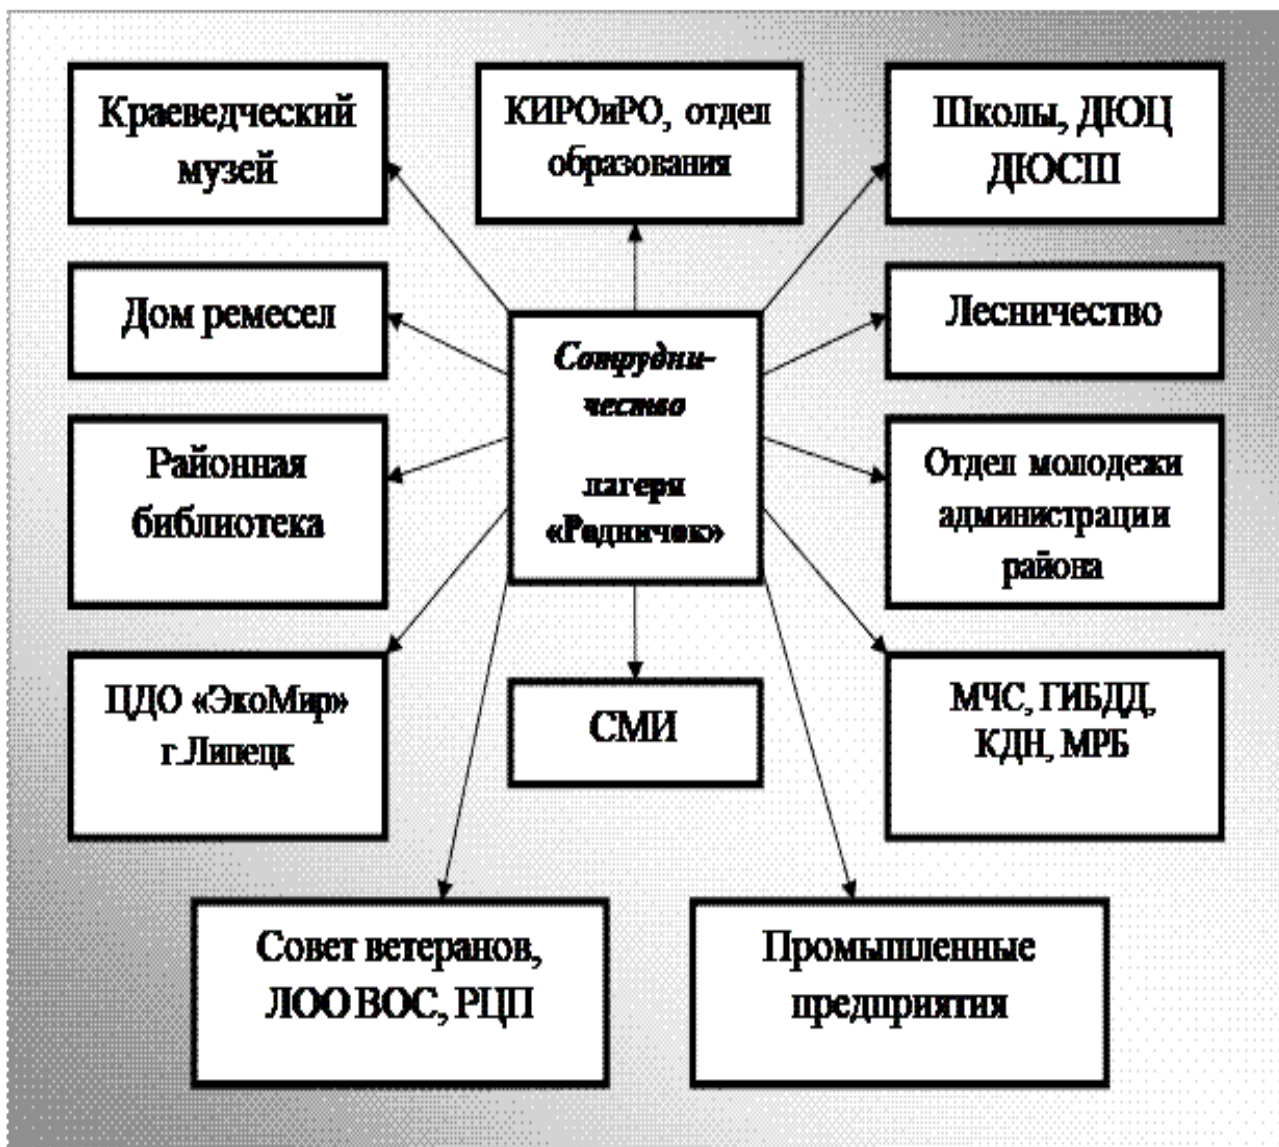 Краеведческий
музей
КИРОиРО, отдел
образования
Школы, ДЮЦ
ДЮСШ
Дом ремесел
Сотрудни-
чество
лагеря
«Родничок»
Лесничество
Районная
библиотека
Отдел молодежи
администрации
района
ЦДО «ЭкоМир»
г.Липецк
СМИ
МЧС, ГИБДД,
КДН, МРБ
Совет ветеранов,
ЛОО ВОС, РЦП
Промышленные
предприятия